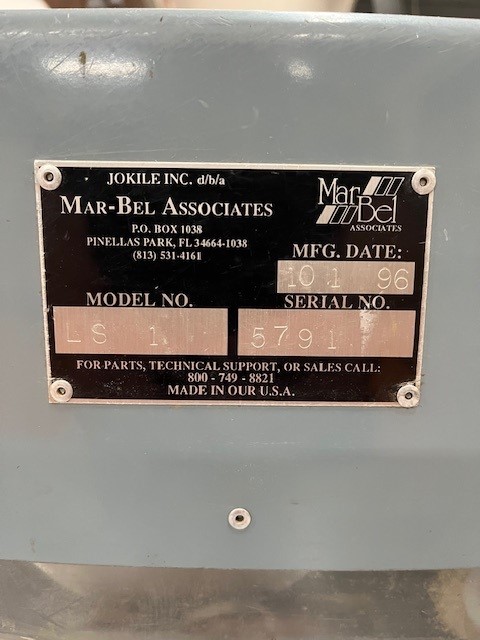 JOKILE INC. d/b/a
MAR-BEL ASSOCIATES
P.O. BOX 1038
PINELLAS PARK, FL 34664-1038
(813) 531-4161
Mar Bel
ASSOCIATES
MFG. DATE:
10 1 96
MODEL NO.
LS 1
SERIAL NO.
5791
FOR PARTS, TECHNICAL SUPPORT, OR SALES CALL:
800 - 749 - 8821
MADE IN OUR U.S.A.